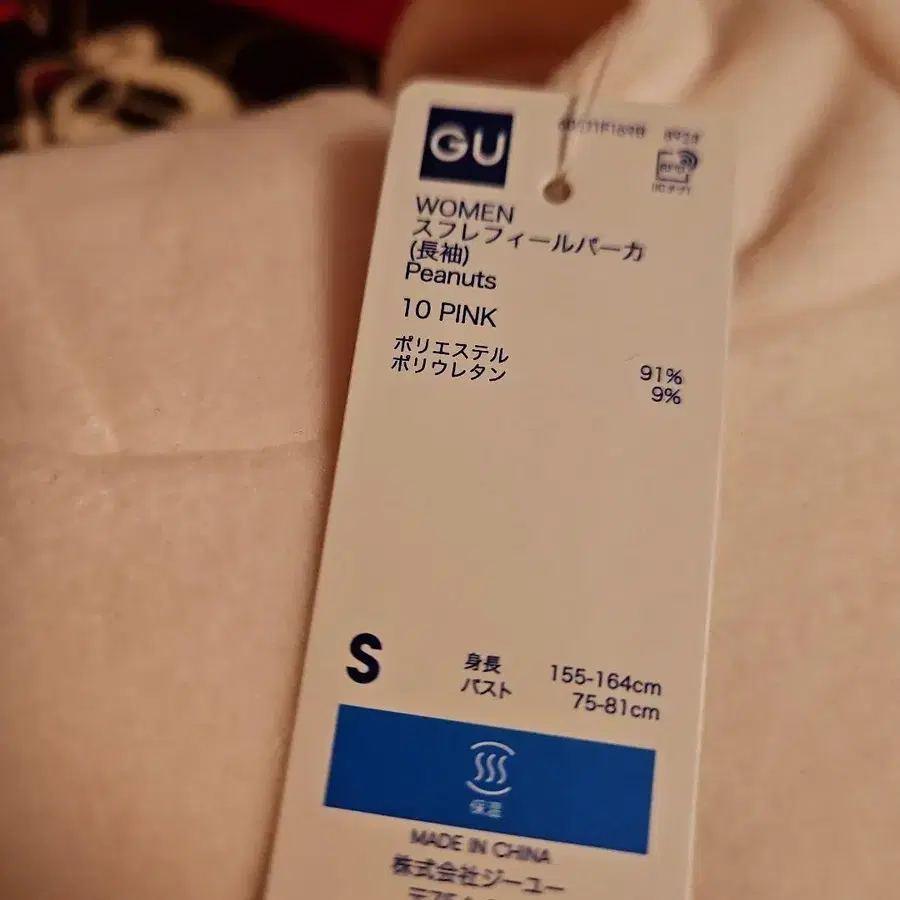 GU
WOMEN
スフレフィールパーカ
(長袖)
Peanuts
10 PINK
ポリエステル 91%
ポリウレタン 9%
S
身長 155-164cm
バスト 75-81cm
保温
MADE IN CHINA
株式会社ジーユー